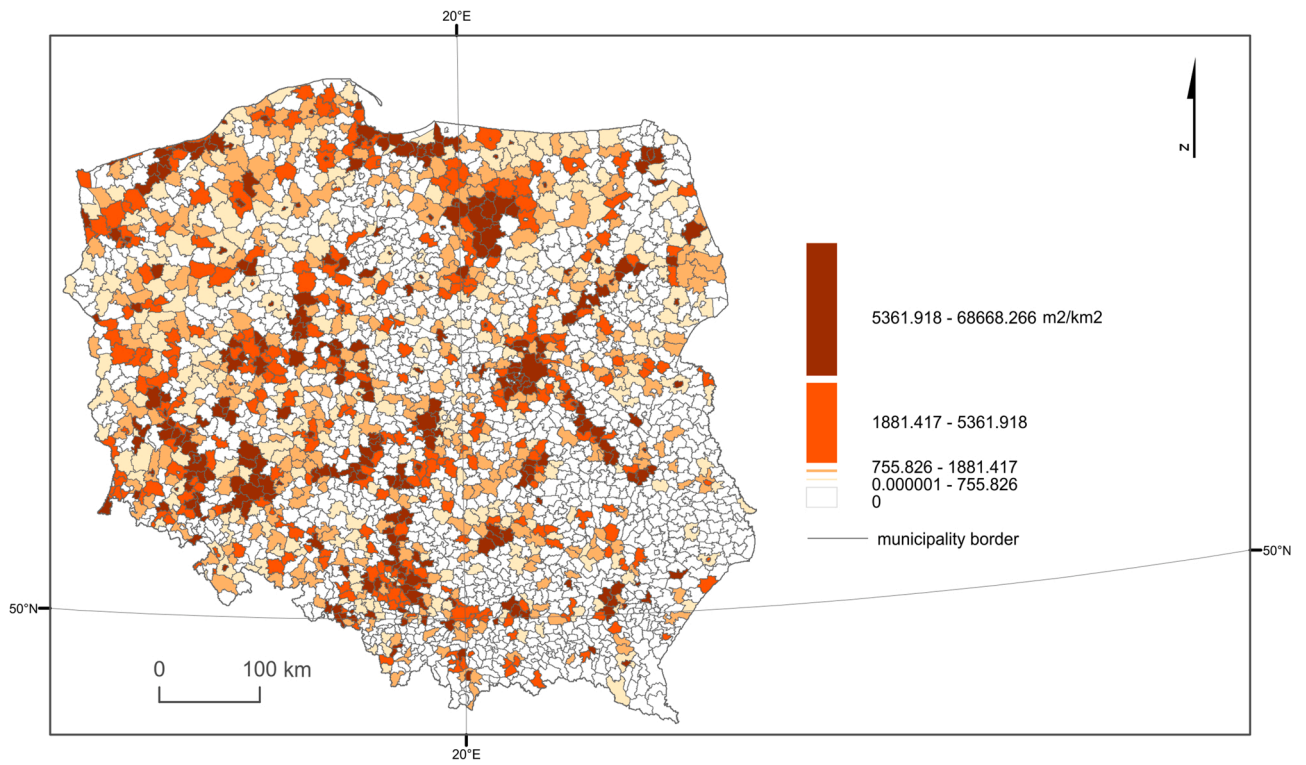 20°E
z
5361.918 - 68668.266 m2/km2
1881.417 - 5361.918
755.826 - 1881.417
0.000001 - 755.826
0
municipality border
50°N
50°N
0 100 km
20°E